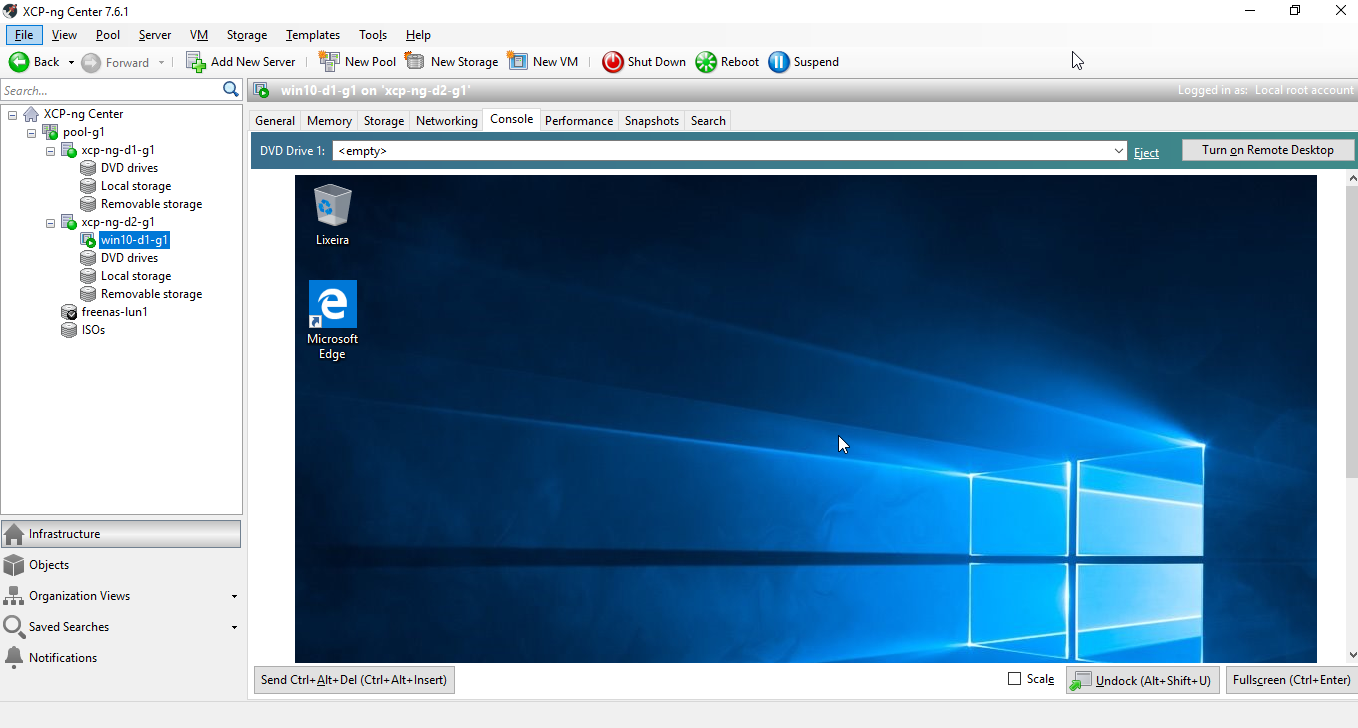 XCP-ng Center 7.6.1
File View Pool Server VM Storage Templates Tools Help
Back Forward Add New Server New Pool New Storage New VM Shut Down Reboot Suspend
Search...
win10-d1-g1 on 'xcp-ng-d2-g1'
Logged in as: Local root account
XCP-ng Center
pool-g1
xcp-ng-d1-g1
DVD drives
Local storage
Removable storage
xcp-ng-d2-g1
win10-d1-g1
DVD drives
Local storage
Removable storage
freenas-lun1
ISOs
Infrastructure
Objects
Organization Views
Saved Searches
Notifications
General Memory Storage Networking Console Performance Snapshots Search
DVD Drive 1: <empty> Eject Turn on Remote Desktop
Lixeira
Microsoft
Edge
Send Ctrl+Alt+Del (Ctrl+Alt+Insert) Scale Undock (Alt+Shift+U) Fullscreen (Ctrl+Enter)